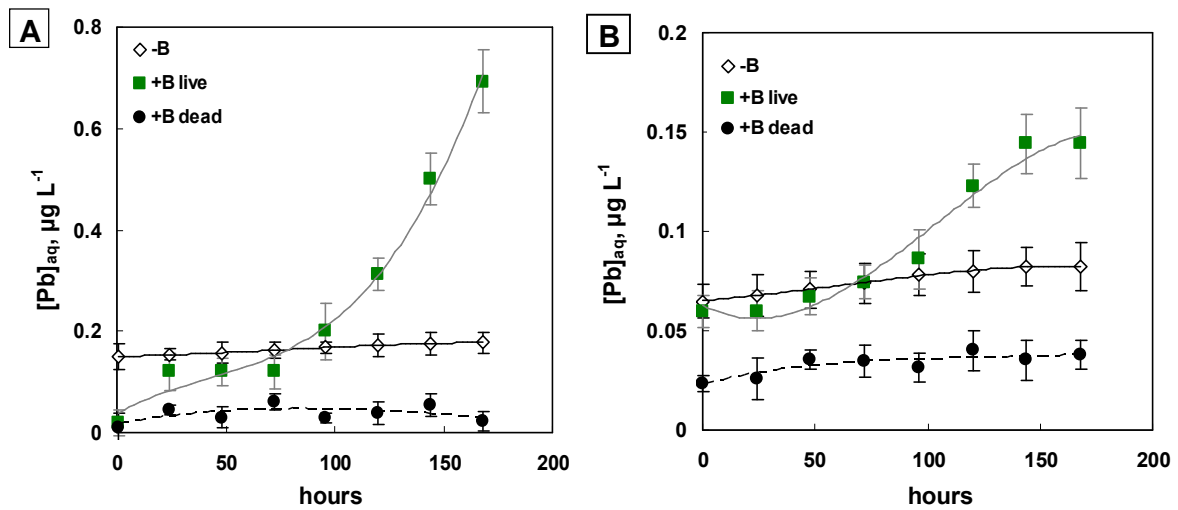 A
[Pb]aq, µg L-1
0.8
0.6
0.4
0.2
0
-B
+B live
+B dead
0 50 100 150 200
hours
B
[Pb]aq, µg L-1
0.2
0.15
0.1
0.05
0
-B
+B live
+B dead
0 50 100 150 200
hours